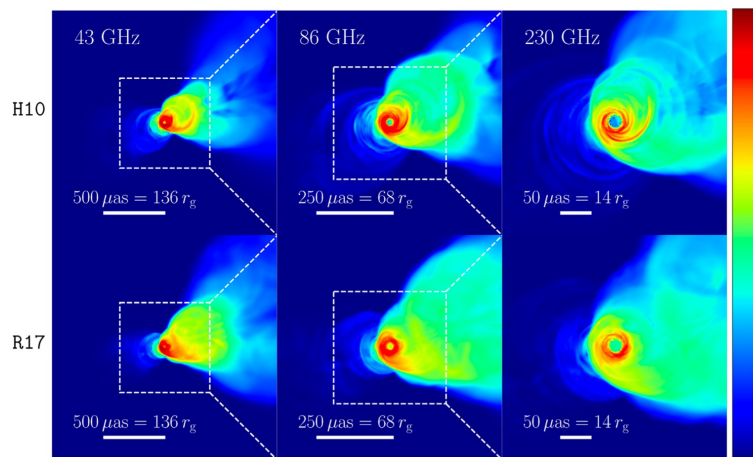 43 GHz
86 GHz
230 GHz
H10
500 μas = 136 r_g
250 μas = 68 r_g
50 μas = 14 r_g
R17
500 μas = 136 r_g
250 μas = 68 r_g
50 μas = 14 r_g